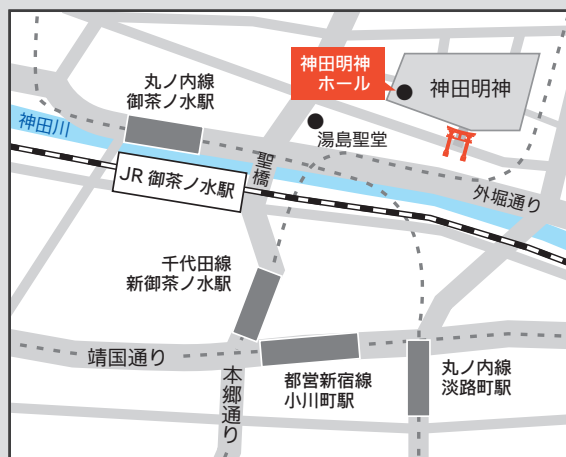 丸ノ内線
御茶ノ水駅
神田明神
ホール
神田明神
神田川
湯島聖堂
JR 御茶ノ水駅
聖橋
外堀通り
千代田線
新御茶ノ水駅
靖国通り
本郷通り
都営新宿線
小川町駅
丸ノ内線
淡路町駅